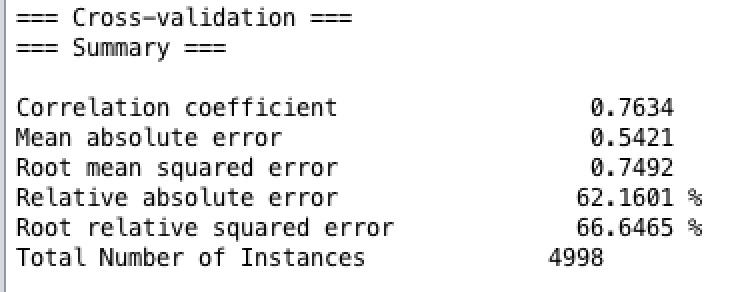 === Cross-validation ===
=== Summary ===
Correlation coefficient 0.7634
Mean absolute error 0.5421
Root mean squared error 0.7492
Relative absolute error 62.1601 %
Root relative squared error 66.6465 %
Total Number of Instances 4998